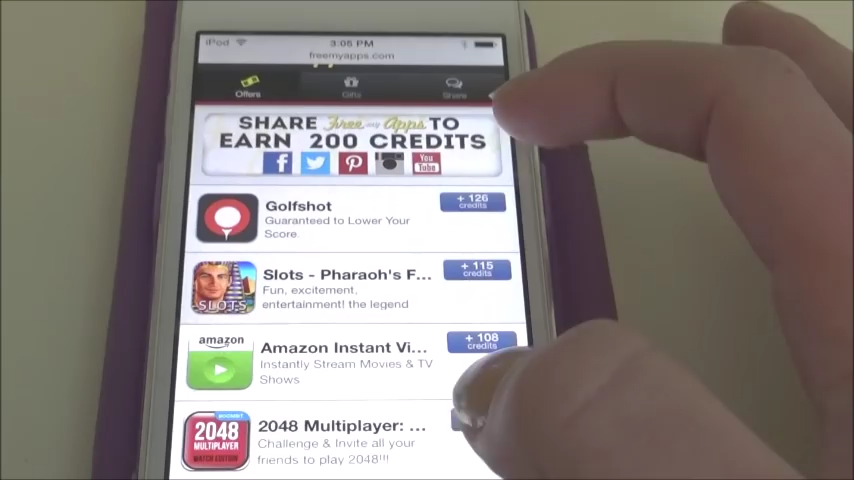 iPod 3:05 PM
freemyapps.com
Offers Gifts Share
SHARE Free my Apps TO
EARN 200 CREDITS
f You Tube
Golfshot
Guaranteed to Lower Your
Score.
+ 126
credits
SLOTS
Slots - Pharaoh's F...
Fun, excitement,
entertainment! the legend
+ 115
credits
amazon
Amazon Instant Vi...
Instantly Stream Movies & TV
Shows
+ 108
credits
2048
MULTIPLAYER
WATCH EDITION
2048 Multiplayer: ...
Challenge & Invite all your
friends to play 2048!!!